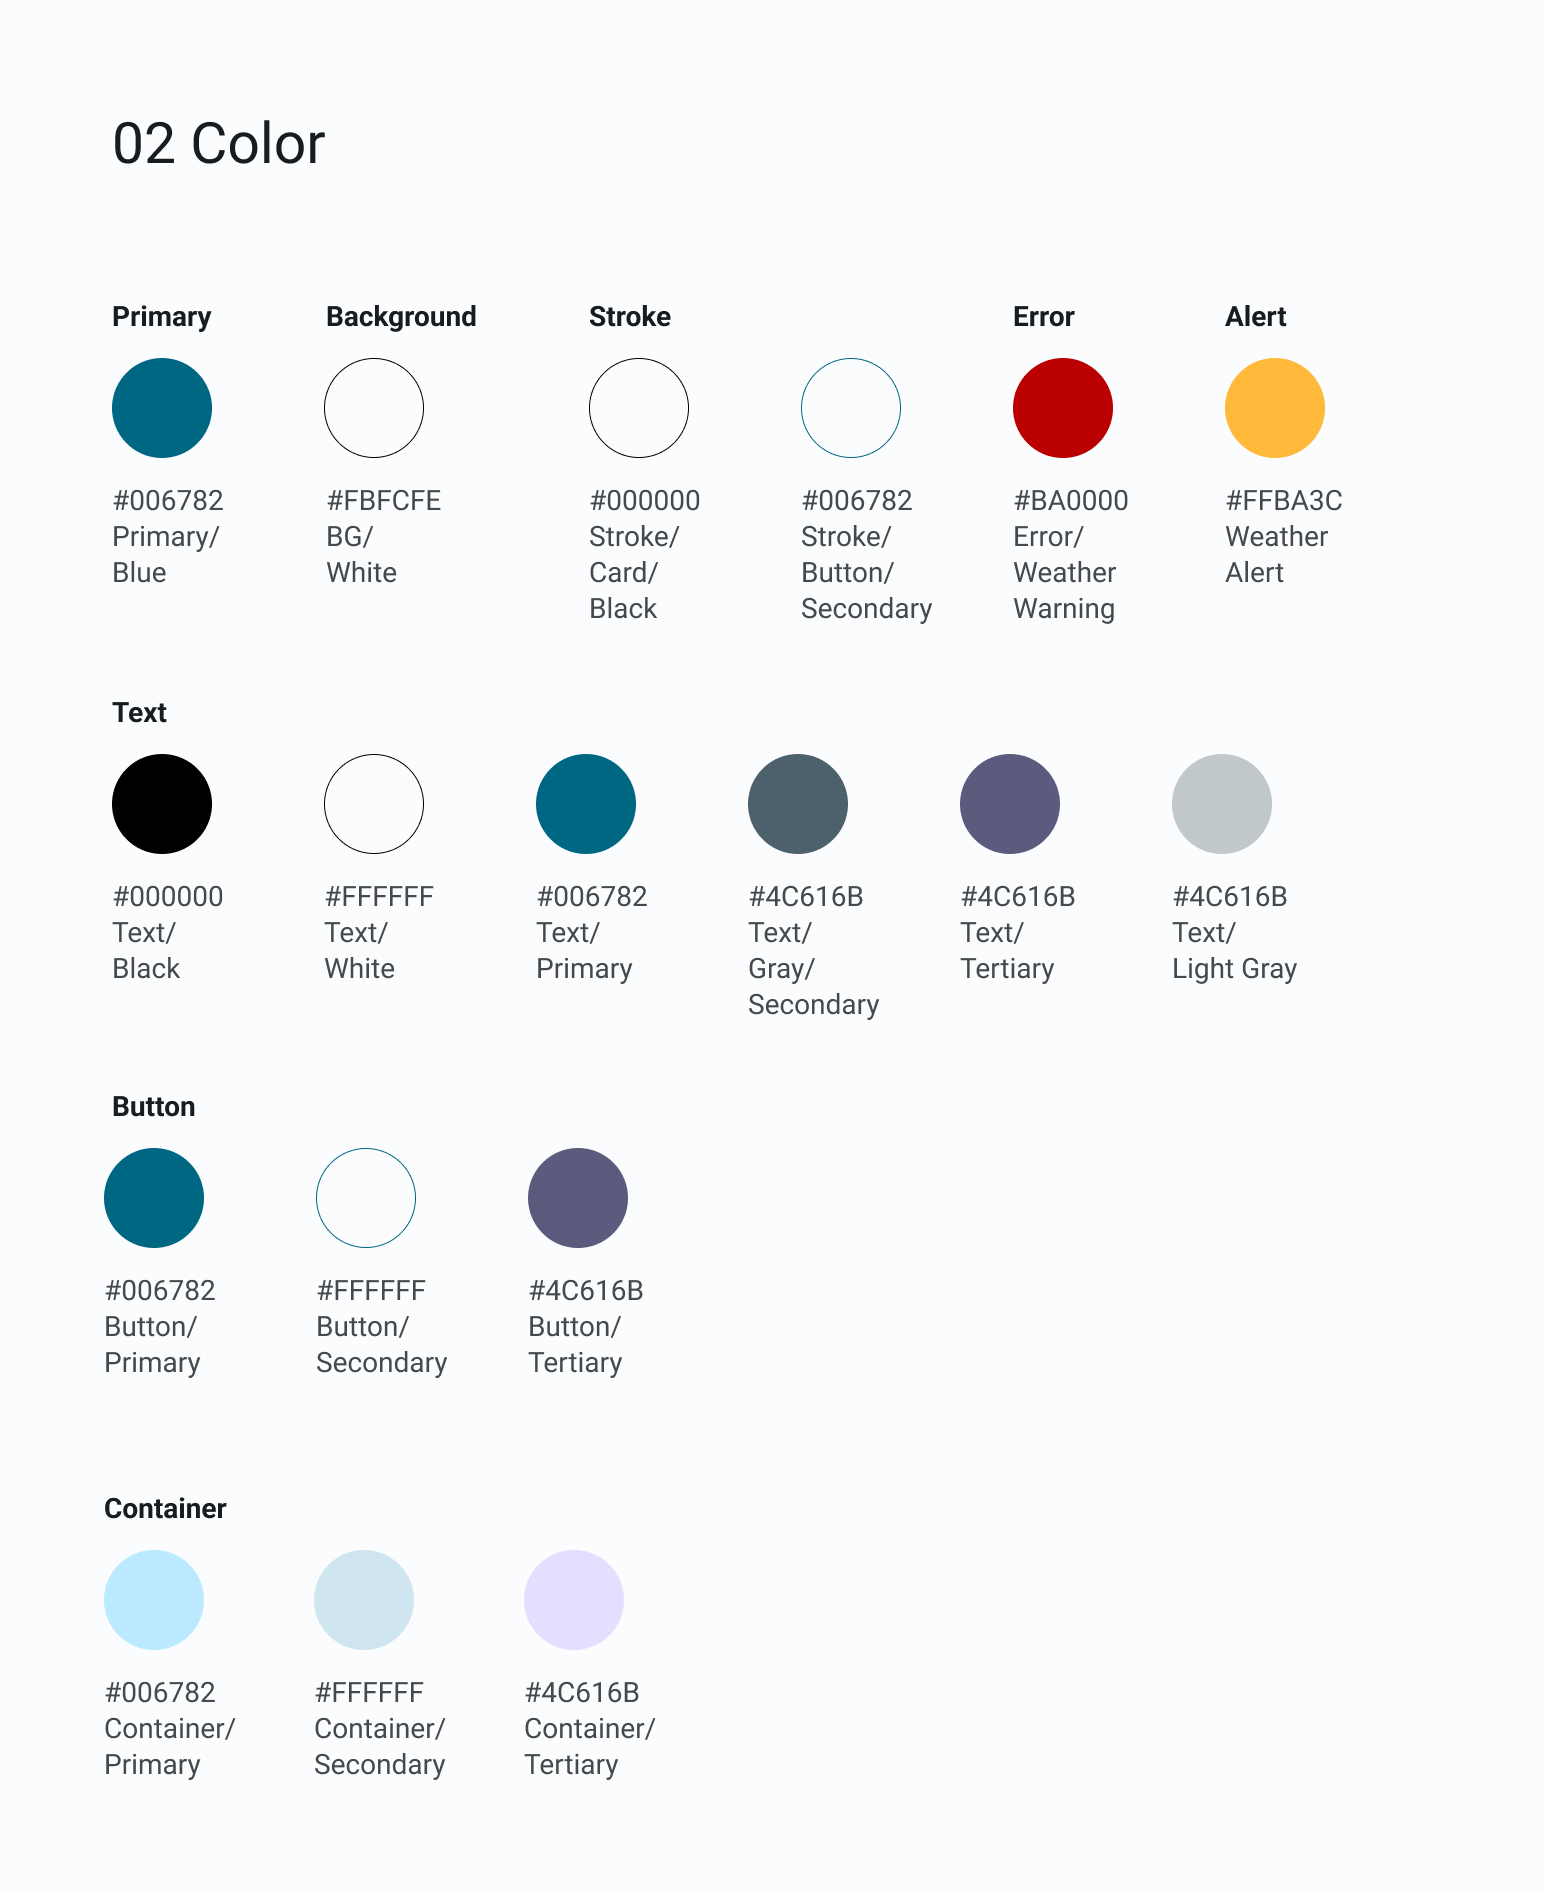 02 Color
Primary
Background
Stroke
Error
Alert
#006782
Primary/
Blue
#FBFCFE
BG/
White
#000000
Stroke/
Card/
Black
#006782
Stroke/
Button/
Secondary
#BA0000
Error/
Weather
Warning
#FFBA3C
Weather
Alert
Text
#000000
Text/
Black
#FFFFFF
Text/
White
#006782
Text/
Primary
#4C616B
Text/
Gray/
Secondary
#4C616B
Text/
Tertiary
#4C616B
Text/
Light Gray
Button
#006782
Button/
Primary
#FFFFFF
Button/
Secondary
#4C616B
Button/
Tertiary
Container
#006782
Container/
Primary
#FFFFFF
Container/
Secondary
#4C616B
Container/
Tertiary